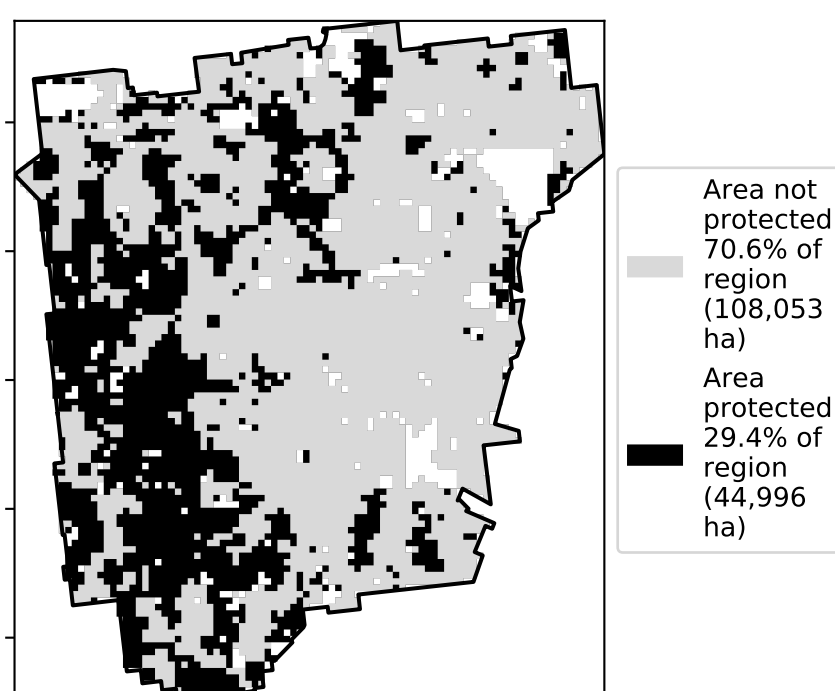 Area not
protected
70.6% of
region
(108,053
ha)
Area
protected
29.4% of
region
(44,996
ha)